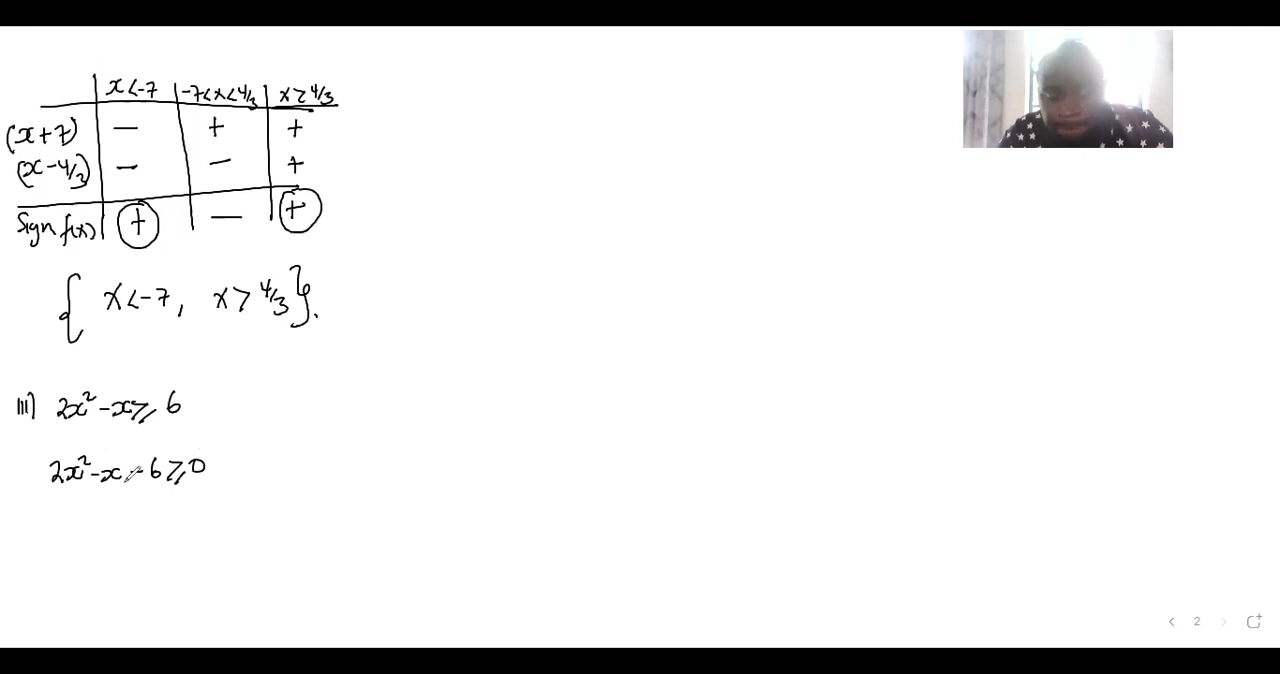 x<-7 -7<x<4/3 x>4/3
(x+7) — + +
(x-4/3) — — +
Sign f(x) + — +
{ x<-7, x>4/3}.
III) 2x²-x≥6
2x²-x-6≥0
2